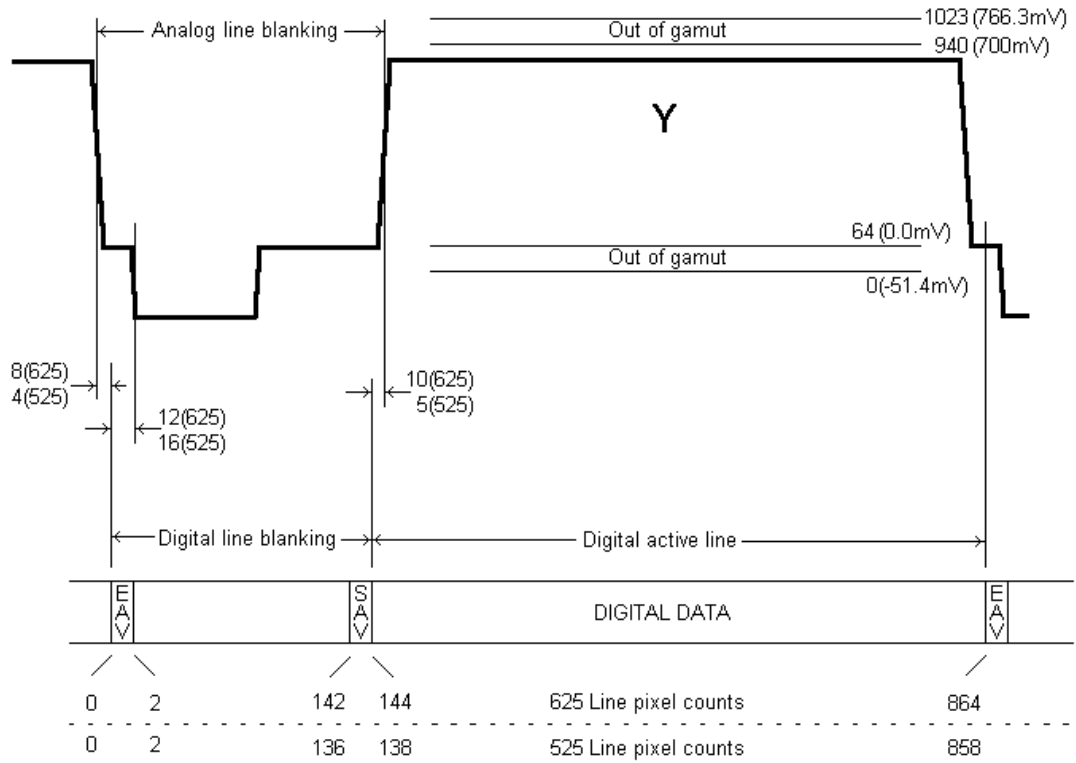 Analog line blanking
1023 (766.3mV)
Out of gamut
940 (700mV)
Y
64 (0.0mV)
Out of gamut
0(-51.4mV)
8(625)
4(525)
10(625)
5(525)
12(625)
16(525)
Digital line blanking
Digital active line
EAV
SAV
DIGITAL DATA
EAV
0 2 142 144 625 Line pixel counts 864
0 2 136 138 525 Line pixel counts 858